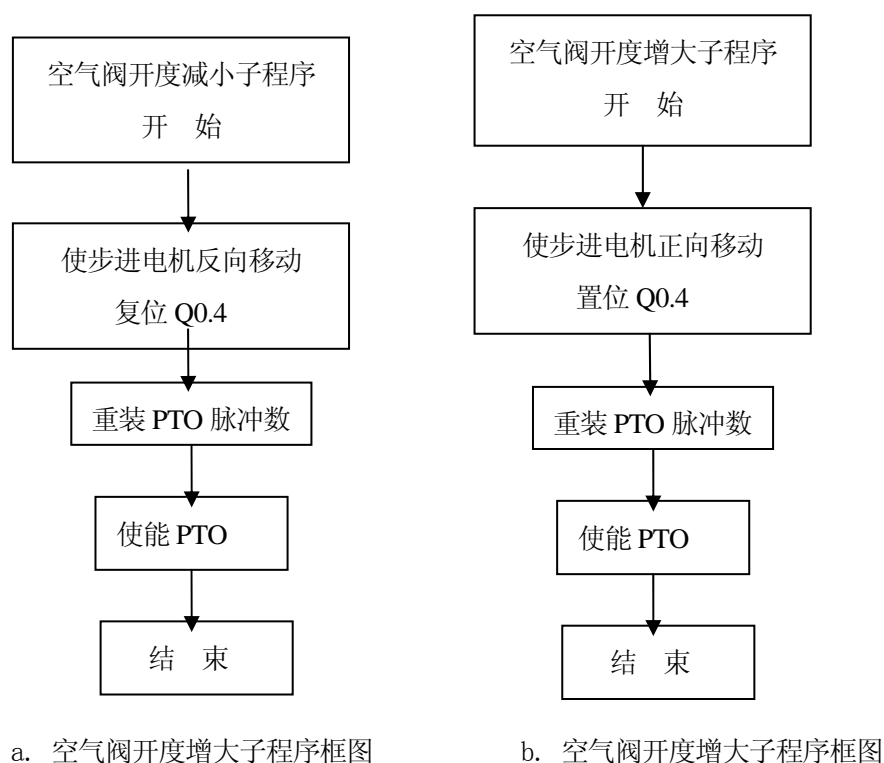 空气阀开度减小子程序
开 始
使步进电机反向移动
复位 Q0.4
重装 PTO 脉冲数
使能 PTO
结 束
a. 空气阀开度增大子程序框图
空气阀开度增大子程序
开 始
使步进电机正向移动
置位 Q0.4
重装 PTO 脉冲数
使能 PTO
结 束
b. 空气阀开度增大子程序框图